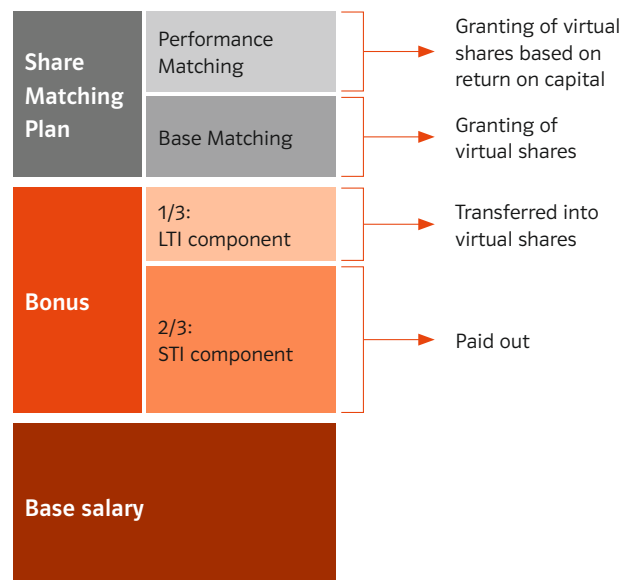 Share
Matching
Plan
Performance
Matching
Granting of virtual
shares based on
return on capital
Base Matching
Granting of
virtual shares
Bonus
1/3:
LTI component
Transferred into
virtual shares
2/3:
STI component
Paid out
Base salary